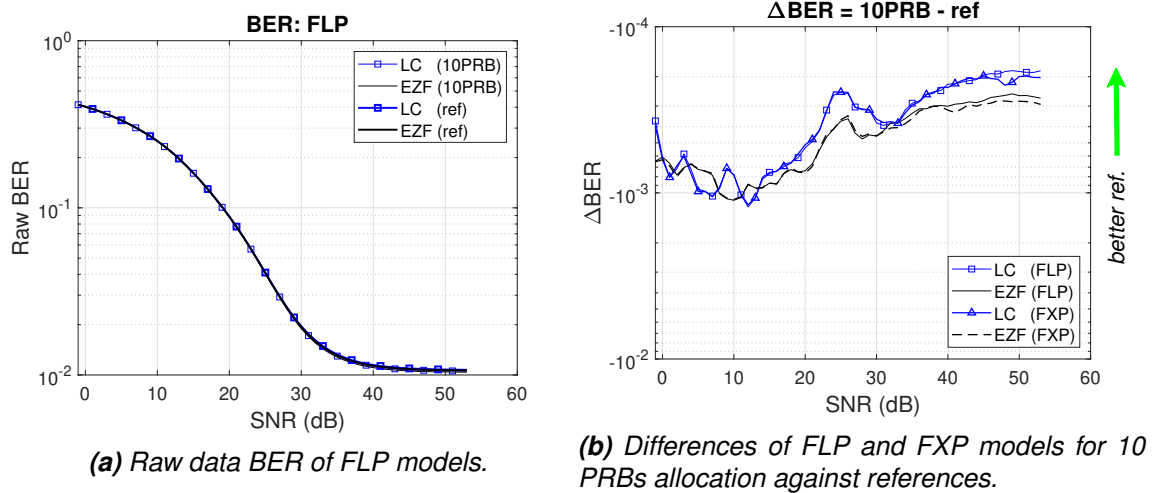 BER: FLP
10^0
10^-1
10^-2
Raw BER
0 10 20 30 40 50 60
SNR (dB)
LC (10PRB)
EZF (10PRB)
LC (ref)
EZF (ref)
(a) Raw data BER of FLP models.
ΔBER = 10PRB - ref
-10^-4
-10^-3
-10^-2
ΔBER
0 10 20 30 40 50 60
SNR (dB)
LC (FLP)
EZF (FLP)
LC (FXP)
EZF (FXP)
better ref.
(b) Differences of FLP and FXP models for 10
PRBs allocation against references.